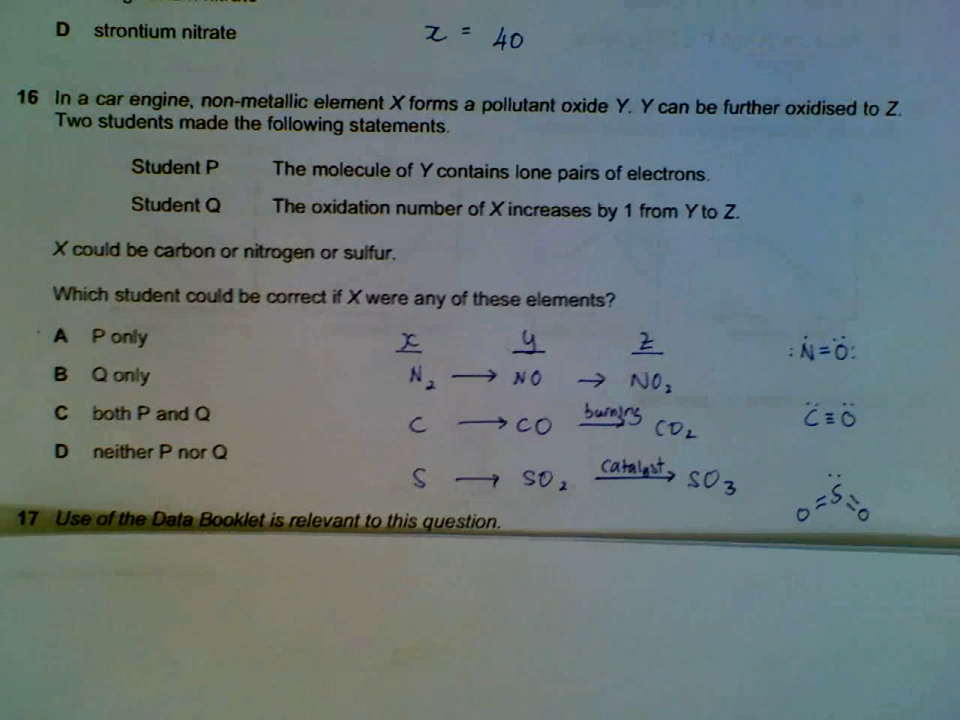 D strontium nitrate x = 40
16 In a car engine, non-metallic element X forms a pollutant oxide Y. Y can be further oxidised to Z.
Two students made the following statements.
Student P The molecule of Y contains lone pairs of electrons.
Student Q The oxidation number of X increases by 1 from Y to Z.
X could be carbon or nitrogen or sulfur.
Which student could be correct if X were any of these elements?
A P only x y z :N=O:
B Q only N₂ → NO → NO₂
C both P and Q C → CO burning → CO₂ C≡O
D neither P nor Q S → SO₂ catalyst → SO₃ O=S=O
17 Use of the Data Booklet is relevant to this question.